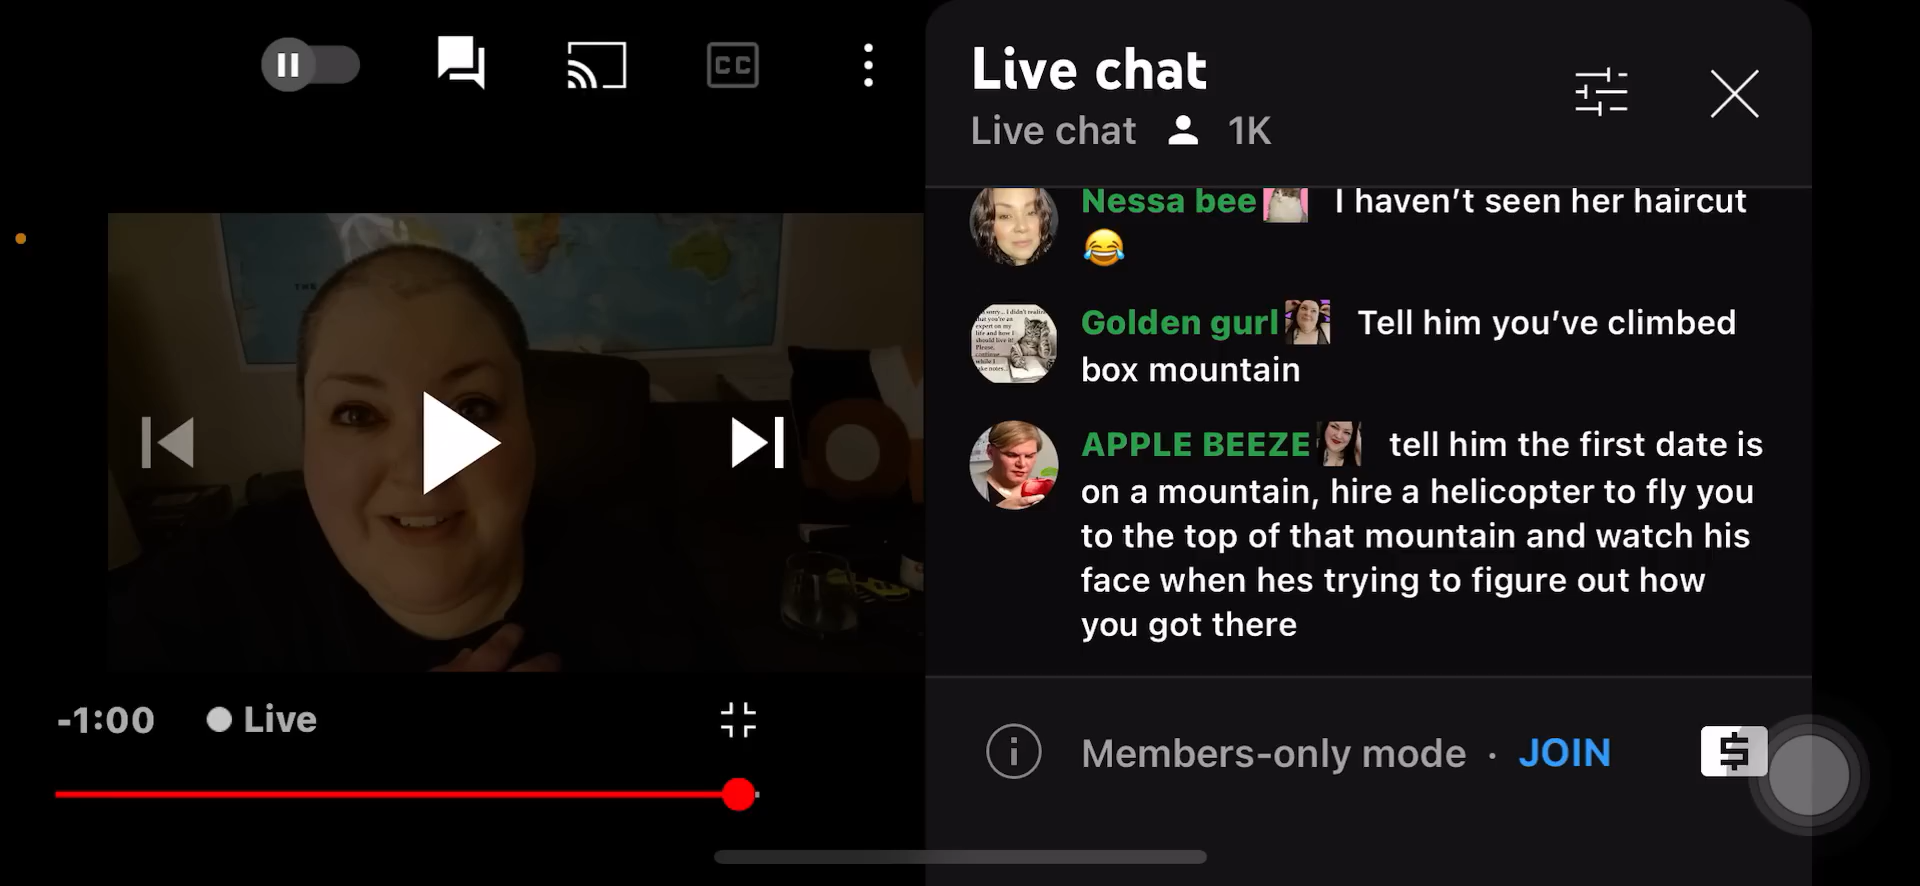 CC
Live chat
Live chat 1K
Nessa bee I haven’t seen her haircut
😂
Golden gurl Tell him you’ve climbed
box mountain
APPLE BEEZE tell him the first date is
on a mountain, hire a helicopter to fly you
to the top of that mountain and watch his
face when hes trying to figure out how
you got there
THE
-1:00 Live
Members-only mode · JOIN
$